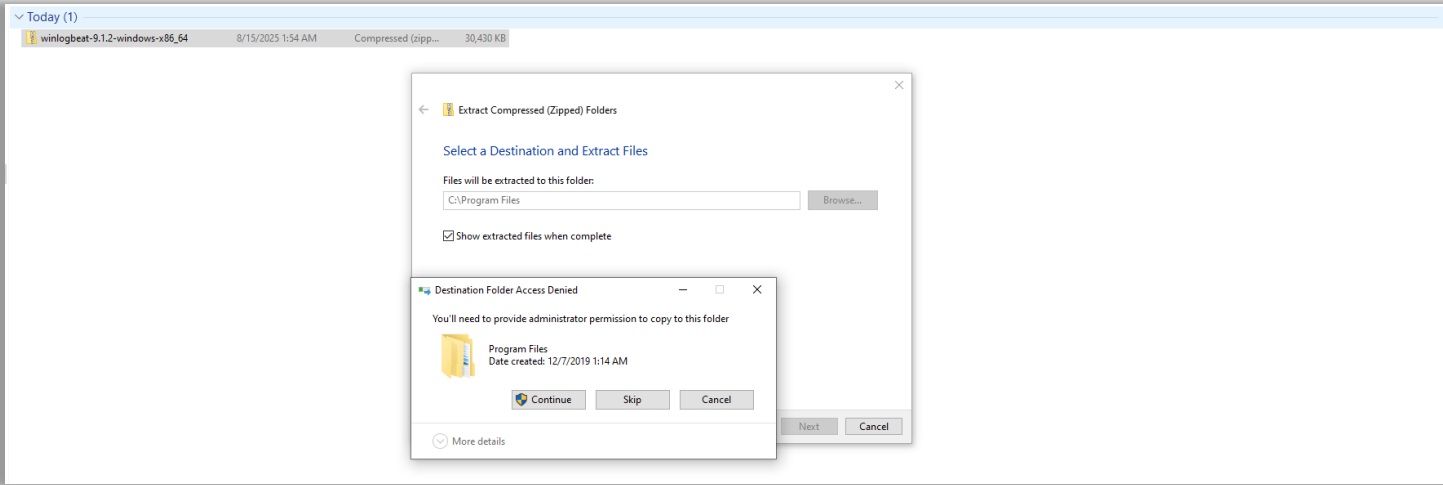 Today (1)
winlogbeat-9.1.2-windows-x86_64 8/15/2025 1:54 AM Compressed (zipp... 30,430 KB
Extract Compressed (Zipped) Folders
Select a Destination and Extract Files
Files will be extracted to this folder:
C:\Program Files Browse...
Show extracted files when complete
Destination Folder Access Denied
You'll need to provide administrator permission to copy to this folder
Program Files
Date created: 12/7/2019 1:14 AM
Continue Skip Cancel
Next Cancel
More details